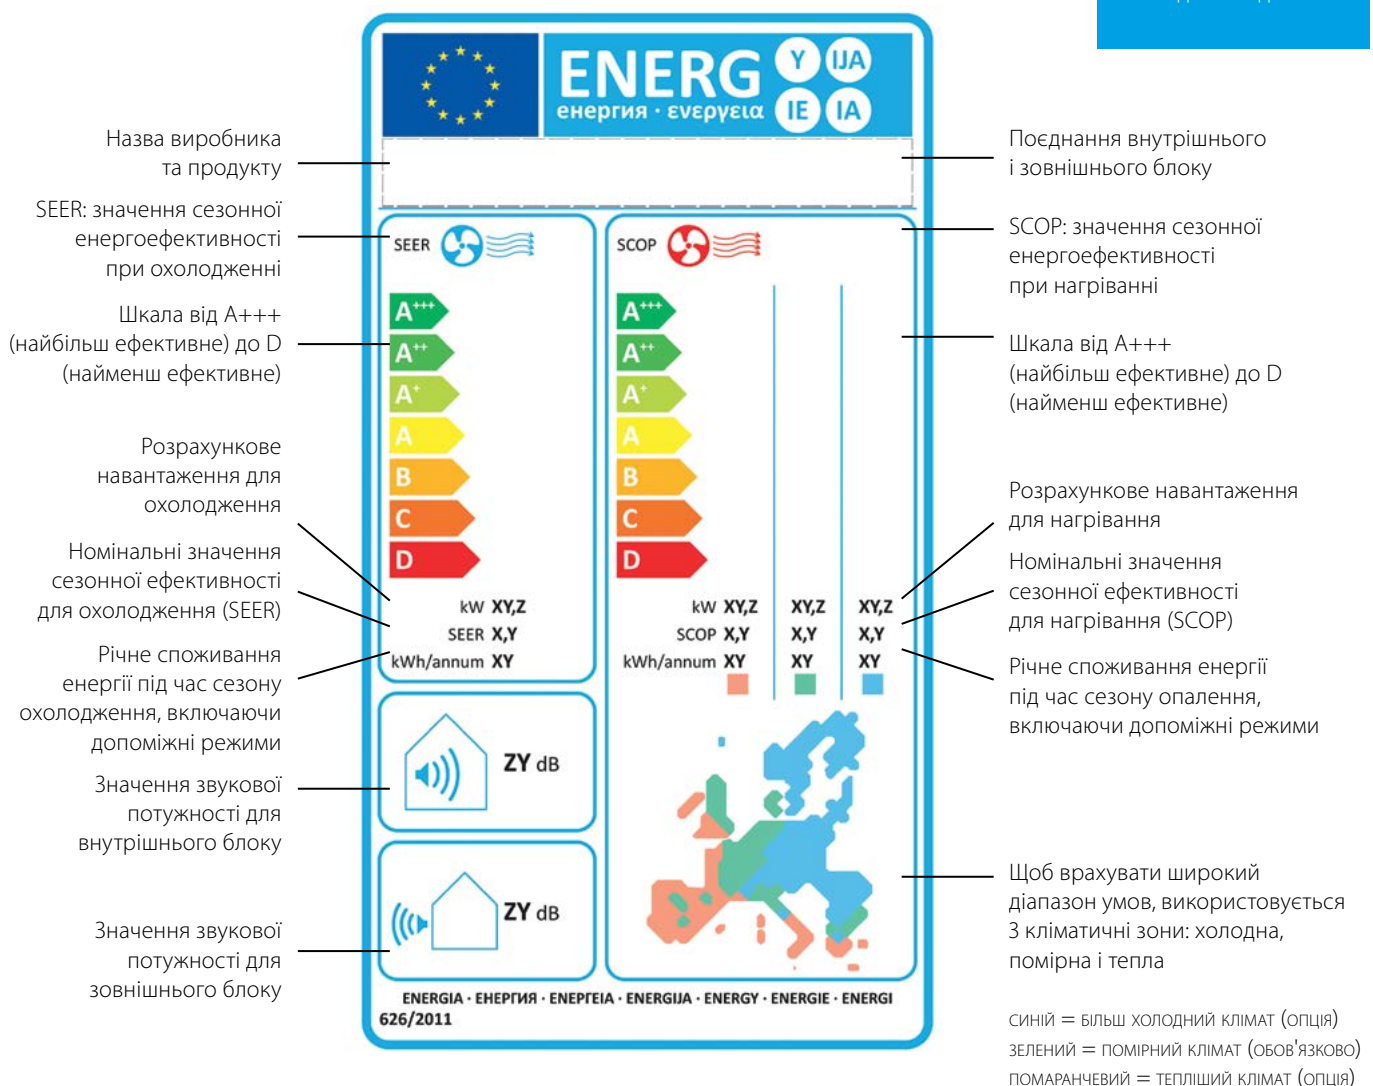 ENERG Y IJA
енергия · ενεργεια IE IA
Назва виробника
та продукту
SEER: значення сезонної
енергоефективності
при охолодженні
Шкала від A+++
(найбільш ефективне) до D
(найменш ефективне)
Розрахункове
навантаження для
охолодження
Номінальні значення
сезонної ефективності
для охолодження (SEER)
Річне споживання
енергії під час сезону
охолодження, включаючи
допоміжні режими
Значення звукової
потужності для
внутрішнього блоку
Значення звукової
потужності для
зовнішнього блоку
SEER
A+++
A++
A+
A
B
C
D
kW XY,Z
SEER X,Y
kWh/annum XY
ZY dB
ZY dB
SCOP
A+++
A++
A+
A
B
C
D
kW XY,Z XY,Z XY,Z
SCOP X,Y X,Y X,Y
kWh/annum XY XY XY
ENERGIA · ЕНЕРГИЯ · ΕΝΕΡΓΕΙΑ · ENERGIJA · ENERGY · ENERGIE · ENERGI
626/2011
Поєднання внутрішнього
і зовнішнього блоку
SCOP: значення сезонної
енергоефективності
при нагріванні
Шкала від A+++
(найбільш ефективне) до D
(найменш ефективне)
Розрахункове навантаження
для нагрівання
Номінальні значення
сезонної ефективності
для нагрівання (SCOP)
Річне споживання енергії
під час сезону опалення,
включаючи допоміжні режими
Щоб врахувати широкий
діапазон умов, використовується
3 кліматичні зони: холодна,
помірна і тепла
СИНІЙ = БІЛЬШ ХОЛОДНИЙ КЛІМАТ (ОПЦІЯ)
ЗЕЛЕНИЙ = ПОМІРНИЙ КЛІМАТ (ОБОВ'ЯЗКОВО)
ПОМАРАНЧЕВИЙ = ТЕПЛІШИЙ КЛІМАТ (ОПЦІЯ)